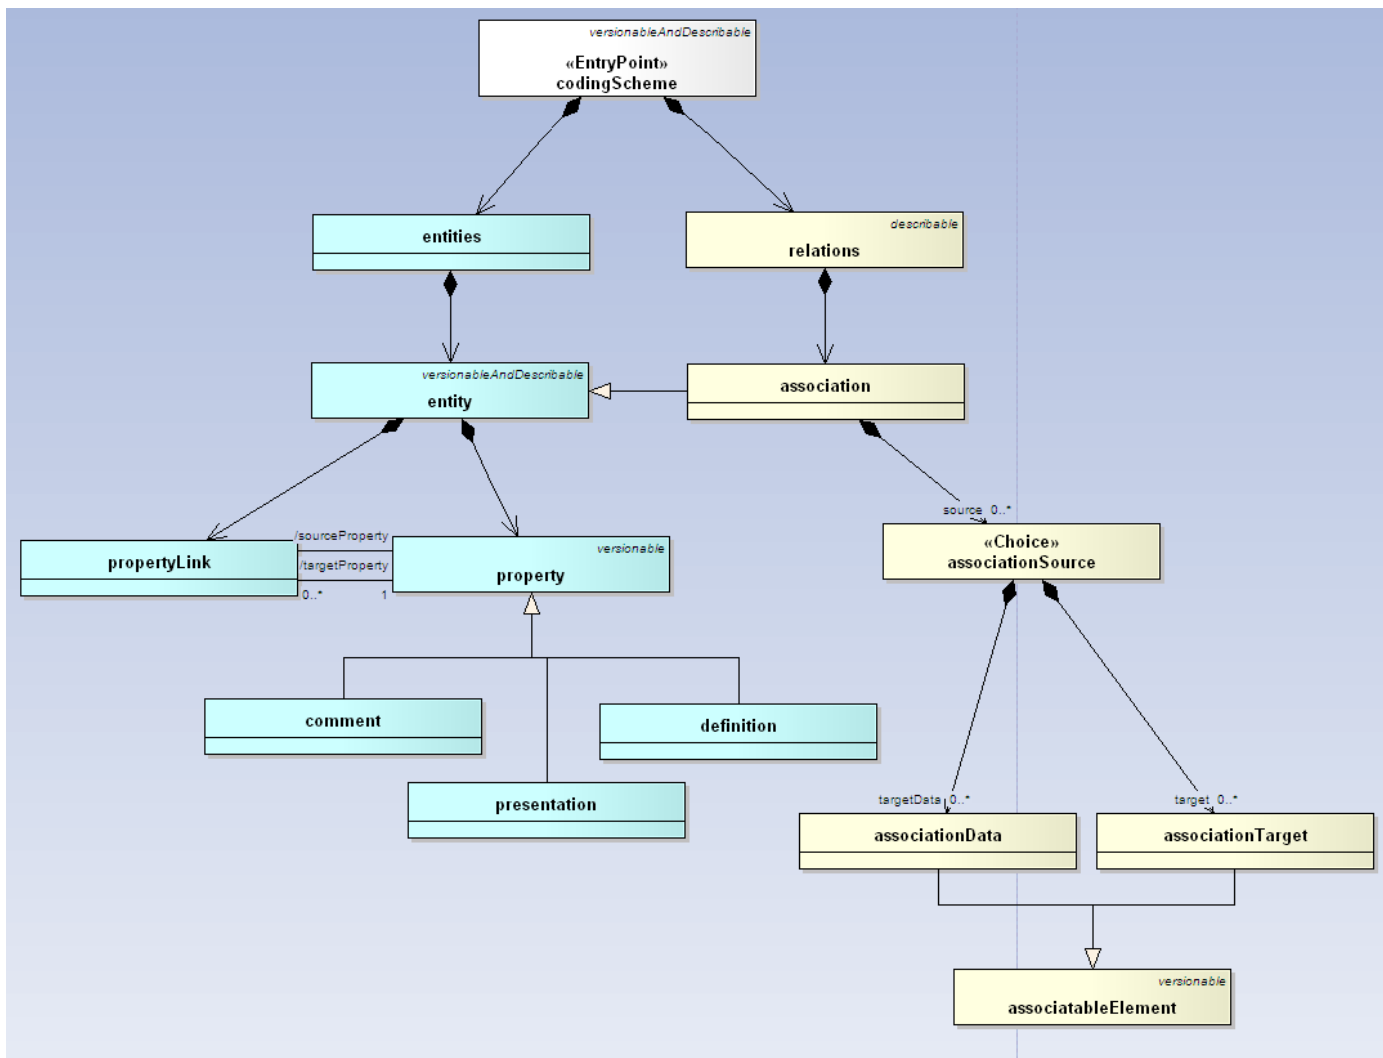 versionableAndDescribable
«EntryPoint»
codingScheme
entities
describable
relations
versionableAndDescribable
entity
association
source 0..*
«Choice»
associationSource
/sourceProperty
/targetProperty
0..* 1
propertyLink
versionable
property
comment
definition
presentation
targetData 0..*
target 0..*
associationData
associationTarget
versionable
associatableElement